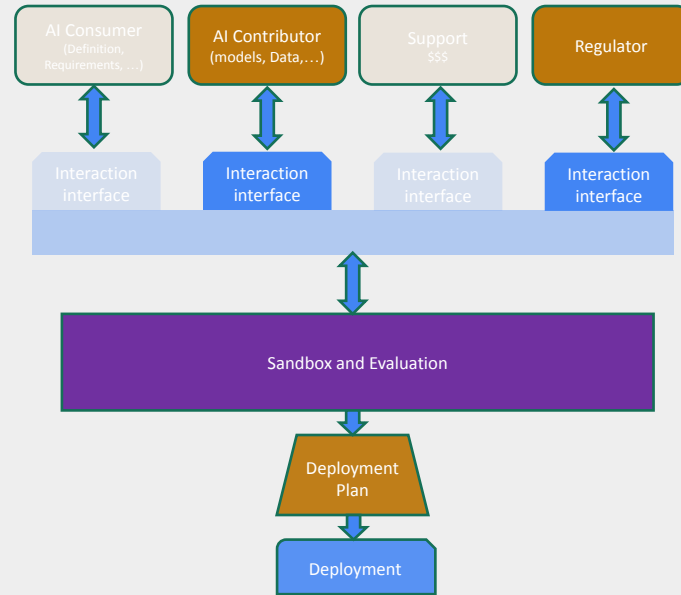 AI Consumer
(Definition,
Requirements, ...)
AI Contributor
(models, Data,...)
Support
$$$
Regulator
Interaction
interface
Interaction
interface
Interaction
interface
Interaction
interface
Sandbox and Evaluation
Deployment
Plan
Deployment